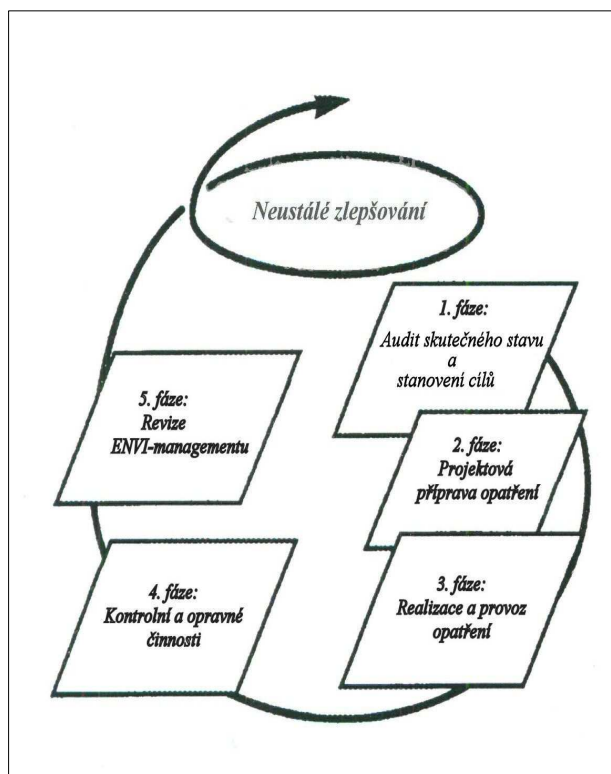 Neustálé zlepšování
1. fáze:
Audit skutečného stavu
a
stanovení cílů
2. fáze:
Projektová
příprava opatření
3. fáze:
Realizace a provoz
opatření
4. fáze:
Kontrolní a opravné
činnosti
5. fáze:
Revize
ENVI-managementu